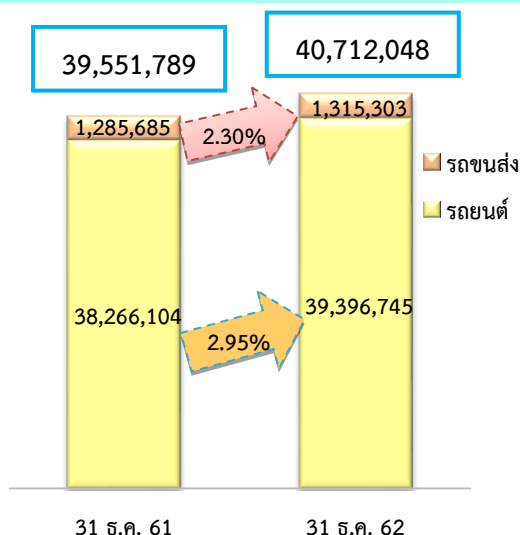 39,551,789
40,712,048
1,285,685
2.30%
1,315,303
รถขนส่ง
รถยนต์
38,266,104
2.95%
39,396,745
31 ธ.ค. 61
31 ธ.ค. 62